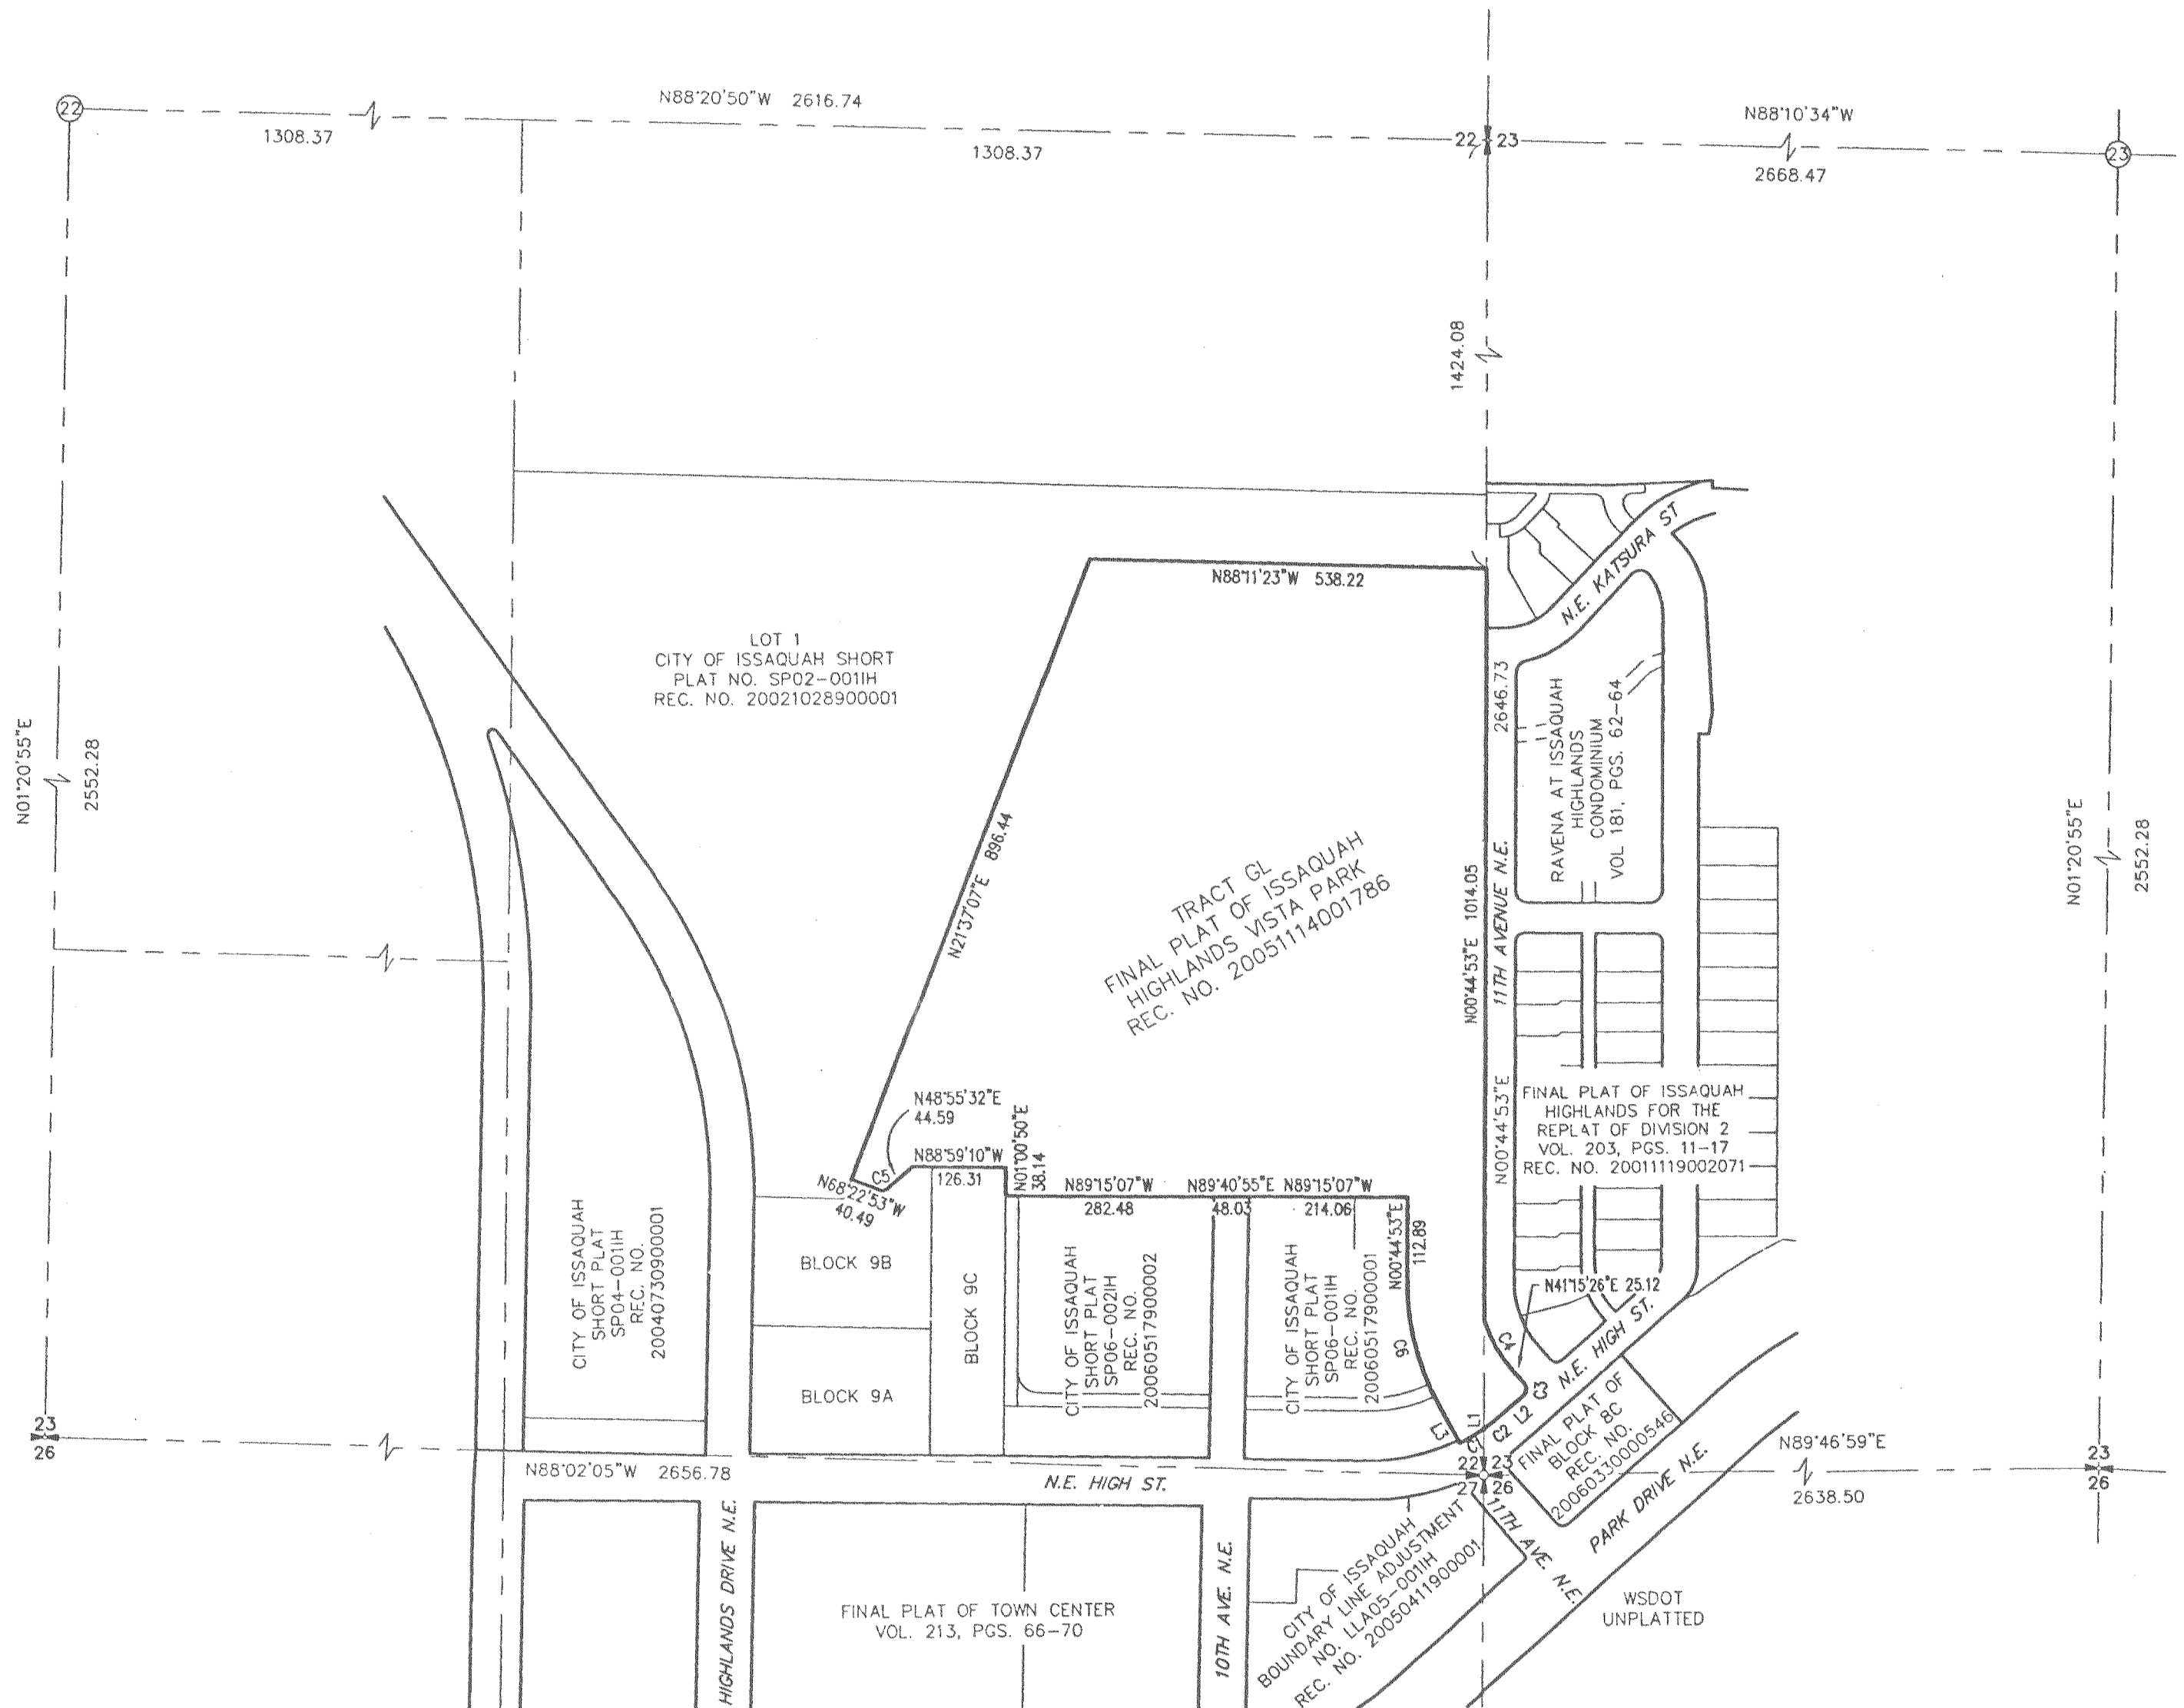 22
N88°20'50"W 2616.74
1308.37
1308.37
22
23
N88°10'34"W
2668.47
23
1424.08
N88°11'23"W 538.22
N.E. KATSURA ST
LOT 1
CITY OF ISSAQUAH SHORT
PLAT NO. SP02-001IH
REC. NO. 20021028900001
2646.73
RAVENA AT ISSAQUAH
HIGHLANDS
CONDOMINIUM
VOL 181, PGS. 62-64
N01°20'55"E
2552.28
N01°20'55"E
2552.28
N21°37'07"E 896.44
TRACT GL
FINAL PLAT OF ISSAQUAH
HIGHLANDS VISTA PARK
REC. NO. 20051114001786
N00°44'53"E 1014.05
11TH AVENUE N.E.
N00°44'53"E
FINAL PLAT OF ISSAQUAH
HIGHLANDS FOR THE
REPLAT OF DIVISION 2
VOL. 203, PGS. 11-17
REC. NO. 20011119002071
N48°55'32"E
44.59
C5
N88°59'10"W
126.31
N01°00'50"E
38.14
N68°22'53"W
40.49
N89°15'07"W
282.48
N89°40'55"E
48.03
N89°15'07"W
214.06
N00°44'53"E
112.89
N41°15'26"E 25.12
CITY OF ISSAQUAH
SHORT PLAT
SP04-001IH
REC. NO.
20040730900001
BLOCK 9B
BLOCK 9C
BLOCK 9A
CITY OF ISSAQUAH
SHORT PLAT
SP06-002IH
REC. NO.
20060517900002
CITY OF ISSAQUAH
SHORT PLAT
SP06-001IH
REC. NO.
20060517900001
C6
C4
C3
N.E. HIGH ST.
L1
L2
C2
C1
L3
FINAL PLAT OF
BLOCK 8C
REC. NO.
20060330000546
23
26
N88°02'05"W 2656.78
N.E. HIGH ST.
22
23
27
26
N89°46'59"E
2638.50
23
26
PARK DRIVE N.E.
11TH AVE. N.E.
HIGHLANDS DRIVE N.E.
FINAL PLAT OF TOWN CENTER
VOL. 213, PGS. 66-70
10TH AVE. N.E.
CITY OF ISSAQUAH
BOUNDARY LINE ADJUSTMENT
NO. LLA05-001IH
REC. NO. 20050411900001
WSDOT
UNPLATTED